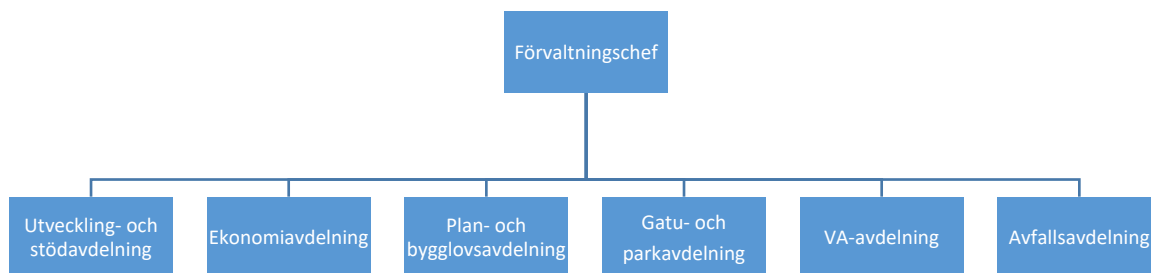 Förvaltningschef
Utveckling- och
stödavdelning
Ekonomiavdelning
Plan- och
bygglovsavdelning
Gatu- och
parkavdelning
VA-avdelning
Avfallsavdelning